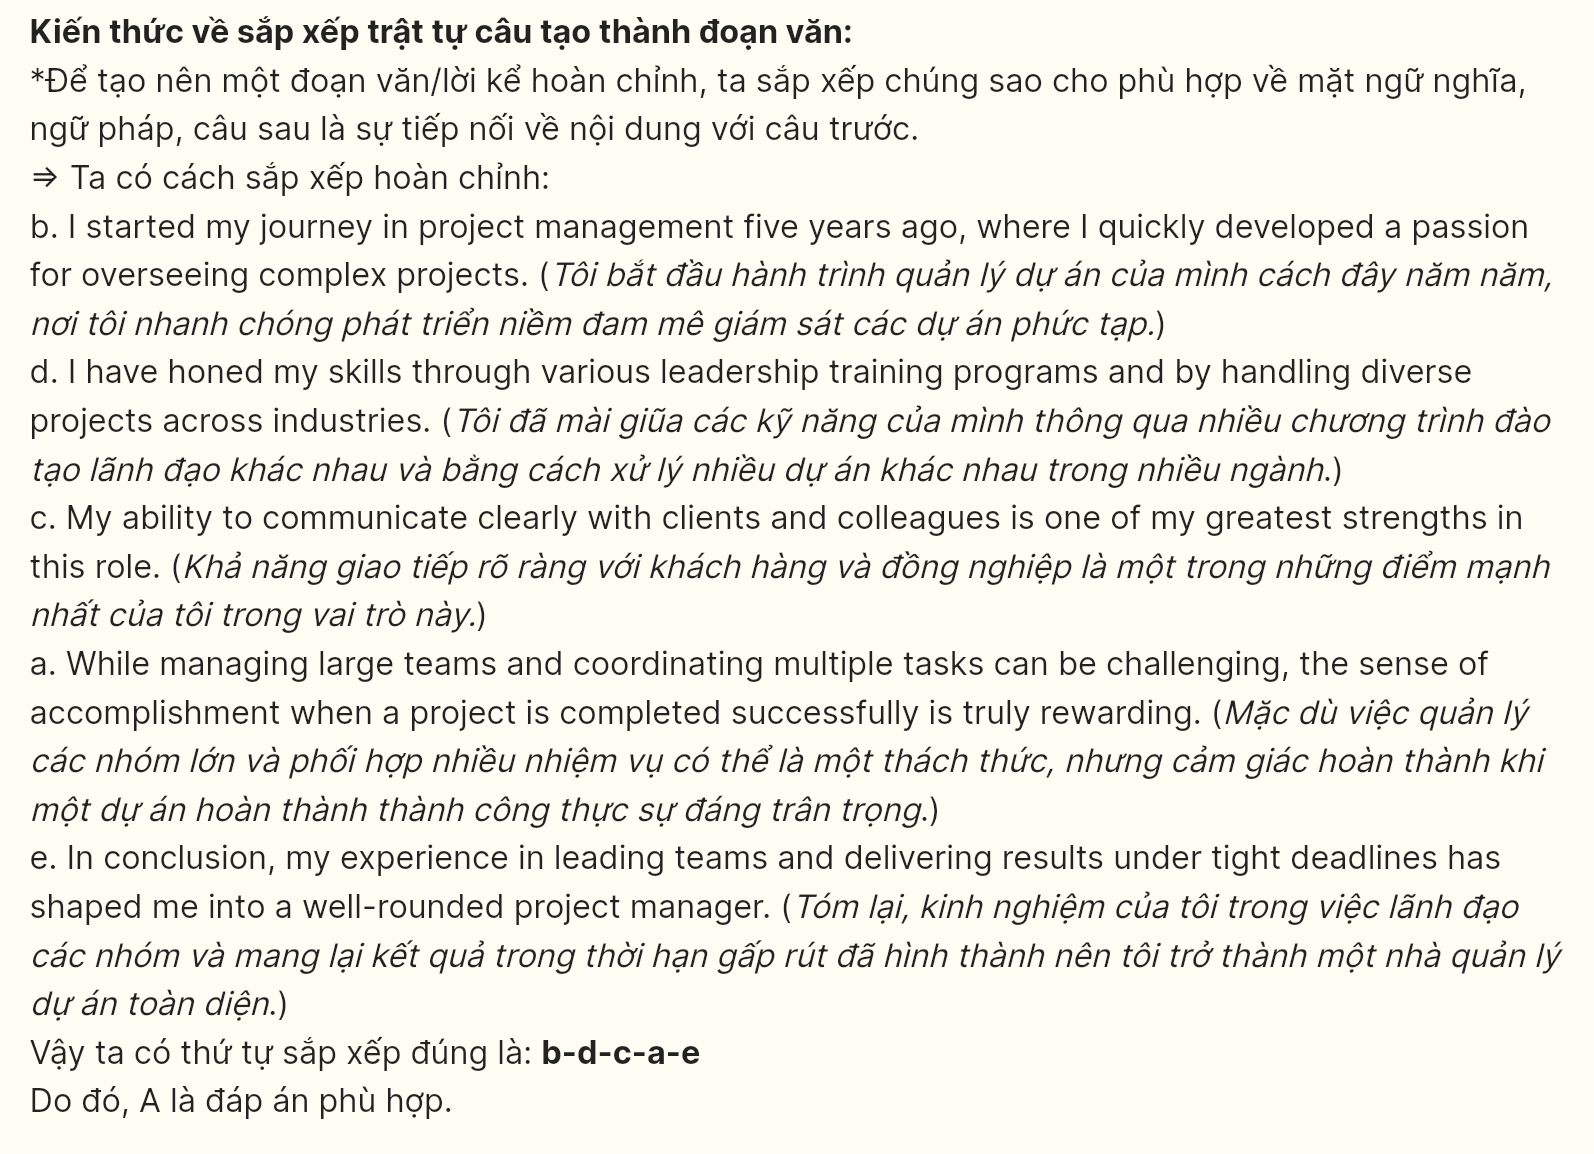 Kiến thức về sắp xếp trật tự câu tạo thành đoạn văn:
*Để tạo nên một đoạn văn/lời kể hoàn chỉnh, ta sắp xếp chúng sao cho phù hợp về mặt ngữ nghĩa,
ngữ pháp, câu sau là sự tiếp nối về nội dung với câu trước.
⇒ Ta có cách sắp xếp hoàn chỉnh:
b. I started my journey in project management five years ago, where I quickly developed a passion
for overseeing complex projects. (Tôi bắt đầu hành trình quản lý dự án của mình cách đây năm năm,
nơi tôi nhanh chóng phát triển niềm đam mê giám sát các dự án phức tạp.)
d. I have honed my skills through various leadership training programs and by handling diverse
projects across industries. (Tôi đã mài giũa các kỹ năng của mình thông qua nhiều chương trình đào
tạo lãnh đạo khác nhau và bằng cách xử lý nhiều dự án khác nhau trong nhiều ngành.)
c. My ability to communicate clearly with clients and colleagues is one of my greatest strengths in
this role. (Khả năng giao tiếp rõ ràng với khách hàng và đồng nghiệp là một trong những điểm mạnh
nhất của tôi trong vai trò này.)
a. While managing large teams and coordinating multiple tasks can be challenging, the sense of
accomplishment when a project is completed successfully is truly rewarding. (Mặc dù việc quản lý
các nhóm lớn và phối hợp nhiều nhiệm vụ có thể là một thách thức, nhưng cảm giác hoàn thành khi
một dự án hoàn thành thành công thực sự đáng trân trọng.)
e. In conclusion, my experience in leading teams and delivering results under tight deadlines has
shaped me into a well-rounded project manager. (Tóm lại, kinh nghiệm của tôi trong việc lãnh đạo
các nhóm và mang lại kết quả trong thời hạn gấp rút đã hình thành nên tôi trở thành một nhà quản lý
dự án toàn diện.)
Vậy ta có thứ tự sắp xếp đúng là: b-d-c-a-e
Do đó, A là đáp án phù hợp.